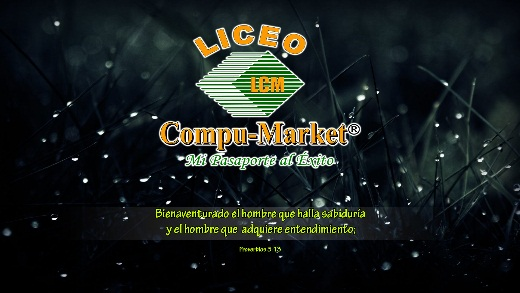 LICEO
LCM
Compu-Market®
Mi Pasaporte al Éxito
Bienaventurado el hombre que halla sabiduría
y el hombre que adquiere entendimiento;
Proverbios 3:13